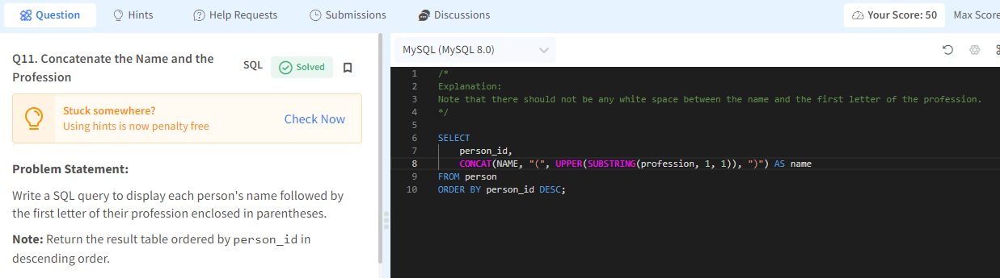 Question
Hints
Help Requests
Submissions
Discussions
Your Score: 50
Max Score
Q11. Concatenate the Name and the
Profession
SQL
Solved
Stuck somewhere?
Using hints is now penalty free
Check Now
Problem Statement:
Write a SQL query to display each person's name followed by
the first letter of their profession enclosed in parentheses.
Note: Return the result table ordered by person_id in
descending order.
MySQL (MySQL 8.0)
1 /*
2 Explanation:
3 Note that there should not be any white space between the name and the first letter of the profession.
4 */
5
6 SELECT
7     person_id,
8     CONCAT(NAME, "(", UPPER(SUBSTRING(profession, 1, 1)), ")") AS name
9 FROM person
10 ORDER BY person_id DESC;